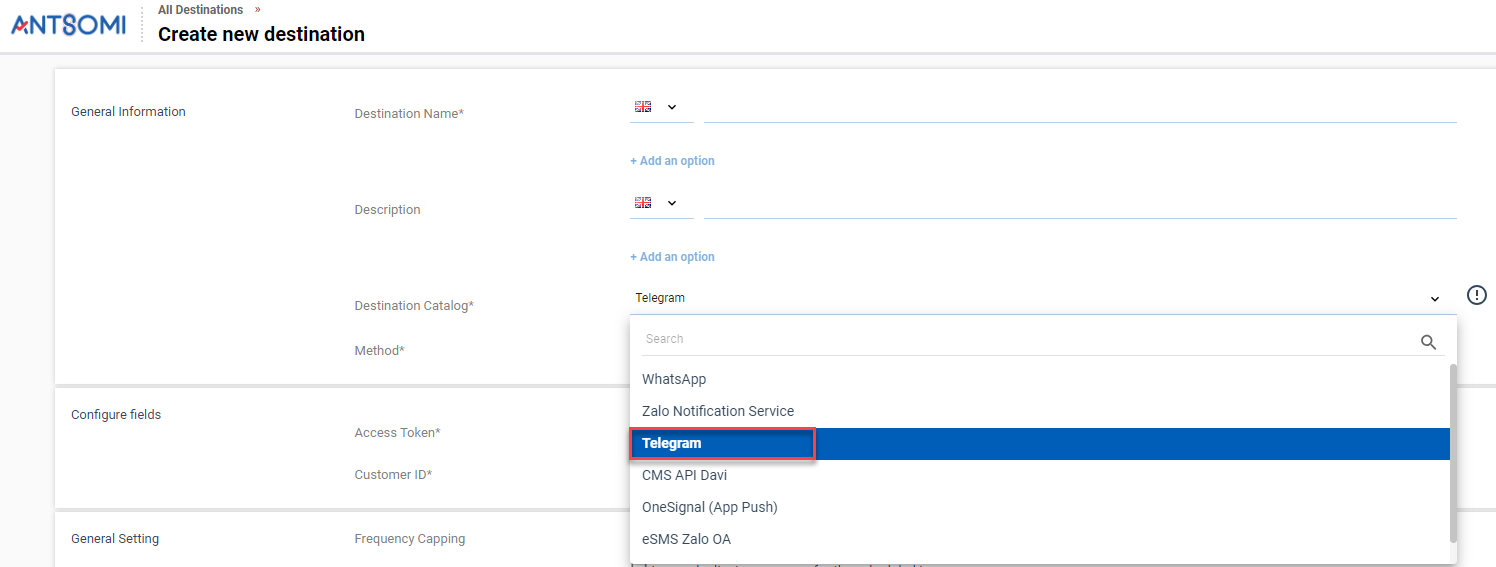 ANTSOMI
All Destinations »
Create new destination
General Information
Destination Name*
+ Add an option
Description
+ Add an option
Destination Catalog*
Telegram
Search
Method*
WhatsApp
Zalo Notification Service
Configure fields
Access Token*
Telegram
Customer ID*
CMS API Davi
OneSignal (App Push)
General Setting
Frequency Capping
eSMS Zalo OA